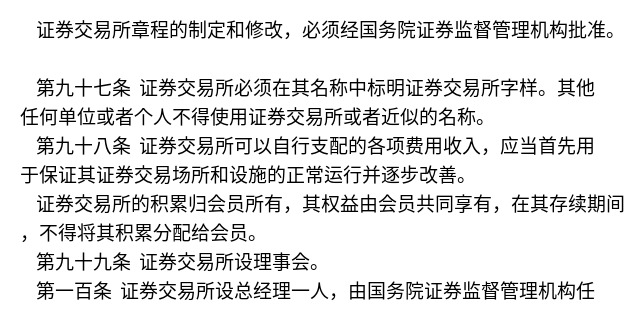 证券交易所章程的制定和修改，必须经国务院证券监督管理机构批准。
第九十七条 证券交易所必须在其名称中标明证券交易所字样。其他
任何单位或者个人不得使用证券交易所或者近似的名称。
第九十八条 证券交易所可以自行支配的各项费用收入，应当首先用
于保证其证券交易场所和设施的正常运行并逐步改善。
证券交易所的积累归会员所有，其权益由会员共同享有，在其存续期间
，不得将其积累分配给会员。
第九十九条 证券交易所设理事会。
第一百条 证券交易所设总经理一人，由国务院证券监督管理机构任